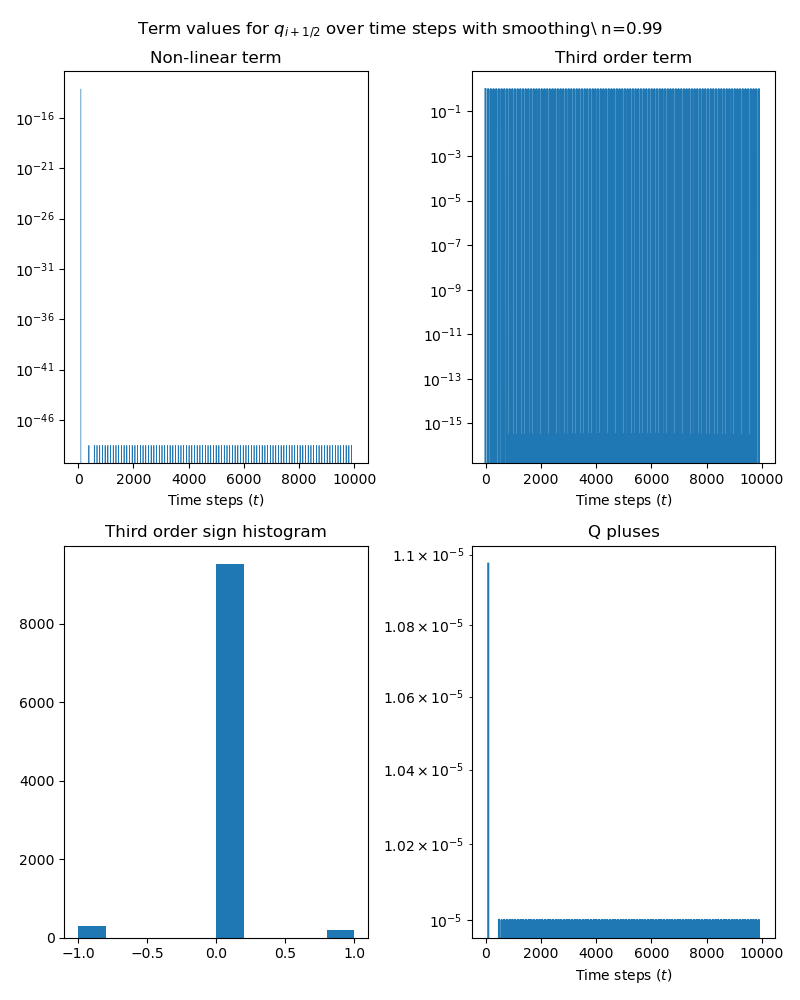 Term values for q_{i+1/2} over time steps with smoothing\ n=0.99
Non-linear term
10^{-16}
10^{-21}
10^{-26}
10^{-31}
10^{-36}
10^{-41}
10^{-46}
0 2000 4000 6000 8000 10000
Time steps (t)
Third order term
10^{-1}
10^{-3}
10^{-5}
10^{-7}
10^{-9}
10^{-11}
10^{-13}
10^{-15}
0 2000 4000 6000 8000 10000
Time steps (t)
Third order sign histogram
8000
6000
4000
2000
0
−1.0 −0.5 0.0 0.5 1.0
Q pluses
1.1 × 10^{-5}
1.08 × 10^{-5}
1.06 × 10^{-5}
1.04 × 10^{-5}
1.02 × 10^{-5}
10^{-5}
0 2000 4000 6000 8000 10000
Time steps (t)